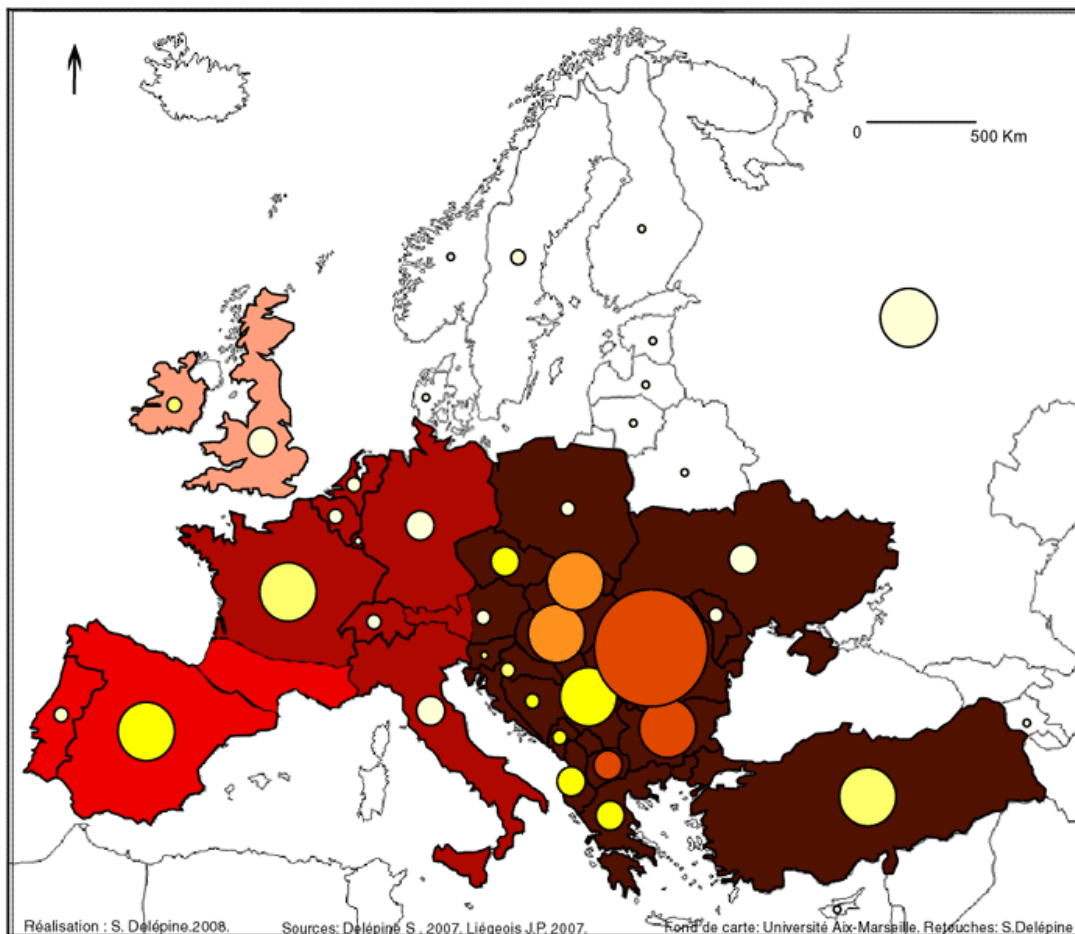 0
500 Km
Réalisation : S. Delépine.2008. Sources: Delépine S . 2007. Liégeois J.P. 2007. Fond de carte: Université Aix-Marseille. Retouches: S.Delépine